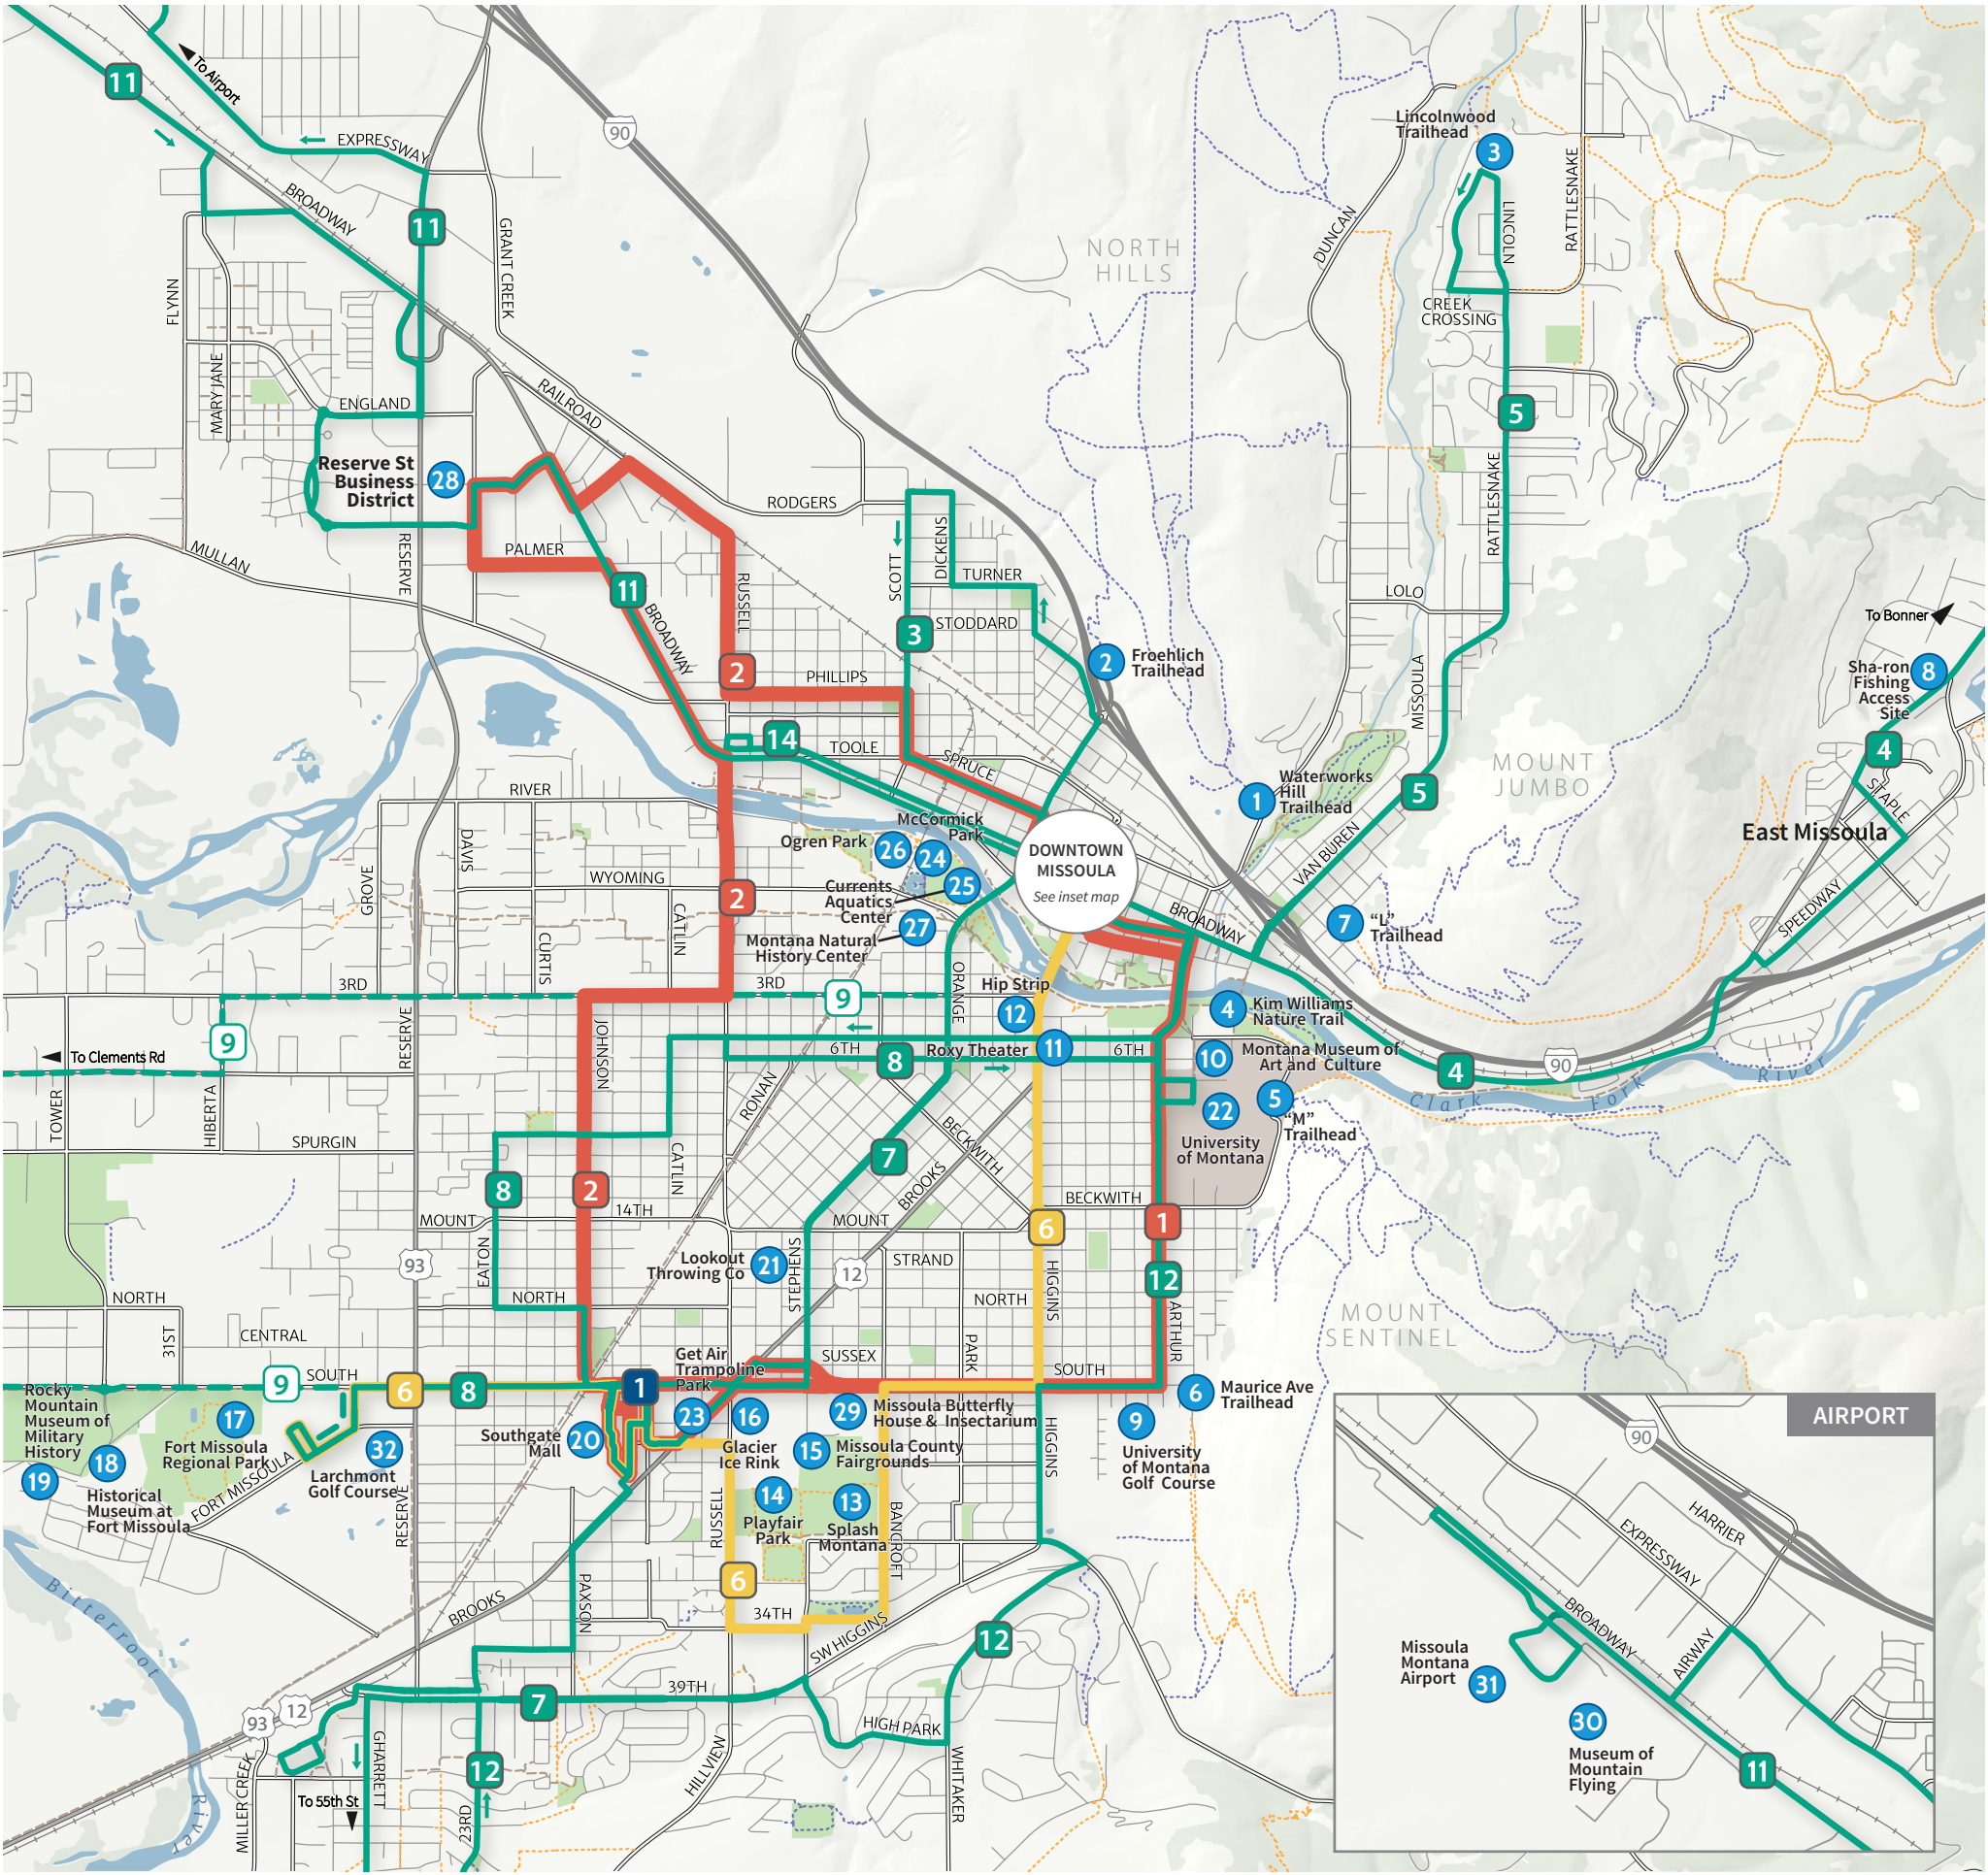 11
To Airport
EXPRESSWAY
90
Lincolnwood
Trailhead
3
BROADWAY
11
GRANT CREEK
NORTH
HILLS
DUNCAN
LINCOLN
RATTLESNAKE
FLYNN
MARY JANE
CREEK
CROSSING
ENGLAND
RAILROAD
5
Reserve St
Business
District
28
RODGERS
RATTLESNAKE
SCOTT
DICKENS
MULLAN
RESERVE
PALMER
TURNER
11
RUSSELL
LOLO
BROADWAY
3
STODDARD
To Bonner
2
PHILLIPS
2
Froehlich
Trailhead
MISSOULA
Sha-ron
Fishing
Access
Site
8
14
TOOLE
SPRUCE
MOUNT
JUMBO
4
RIVER
Waterworks
Hill
Trailhead
1
5
STAPLE
McCormick
Park
Ogren Park
26
24
East Missoula
DAVIS
GROVE
WYOMING
DOWNTOWN
MISSOULA
See inset map
VAN BUREN
2
CATLIN
Currents
Aquatics
Center
25
BROADWAY
7
"L"
Trailhead
SPEEDWAY
CURTIS
27
Montana Natural
History Center
3RD
3RD
9
ORANGE
Hip Strip
12
4
Kim Williams
Nature Trail
9
RESERVE
JOHNSON
To Clements Rd
6TH
8
Roxy Theater
11
6TH
10
Montana Museum of
Art and Culture
4
90
Clark
Fork
River
TOWER
HIBERTA
RONAN
22
5
"M"
Trailhead
SPURGIN
CATLIN
BECKWITH
7
University
of Montana
8
2
BROOKS
BECKWITH
14TH
MOUNT
MOUNT
6
1
93
EATON
Lookout
Throwing Co
21
STEPHENS
12
STRAND
HIGGINS
12
NORTH
NORTH
NORTH
ARTHUR
MOUNT
SENTINEL
31ST
CENTRAL
Get Air
Trampoline
Park
SUSSEX
PARK
SOUTH
SOUTH
9
6
8
1
Rocky
Mountain
Museum of
Military
History
17
Fort Missoula
Regional Park
23
16
29
Missoula Butterfly
House & Insectarium
6
Maurice Ave
Trailhead
AIRPORT
Southgate
Mall
20
Glacier
Ice Rink
15
Missoula County
Fairgrounds
9
University
of Montana
Golf Course
19
18
Historical
Museum at
Fort Missoula
FORT MISSOULA
32
Larchmont
Golf Course
HIGGINS
90
14
Playfair
Park
13
Splash
Montana
RESERVE
RUSSELL
BANCROFT
HARRIER
EXPRESSWAY
Bitterroot
River
BROOKS
PAXSON
6
34TH
SW HIGGINS
12
BROADWAY
AIRWAY
Missoula
Montana
Airport
31
7
39TH
93
12
HIGH PARK
30
Museum of
Mountain
Flying
MILLER CREEK
GHARRETT
12
HILLVIEW
WHITAKER
11
To 55th St
23RD